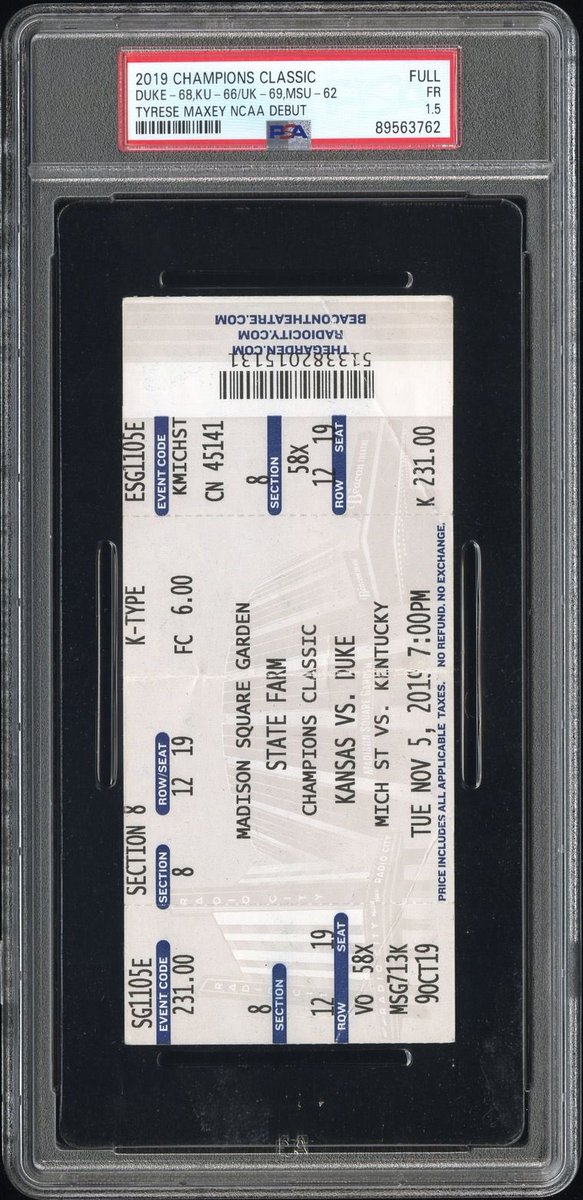 2019 CHAMPIONS CLASSIC FULL
DUKE-68,KU-66/UK-69,MSU-62 FR
TYRESE MAXEY NCAA DEBUT 1.5
PSA 89563762
BEACONTHEATRE.COM
RADIOCITY.COM
THEGARDEN.COM
513382015131
ESG1105E
EVENT CODE
KMICHST
CN 45141
8
SECTION
58X
12 19
ROW SEAT
K 231.00
K-TYPE
FC 6.00
SECTION 8
ROW/SEAT
12 19
SECTION
8
MADISON SQUARE GARDEN
STATE FARM
CHAMPIONS CLASSIC
KANSAS VS. DUKE
MICH ST VS. KENTUCKY
TUE NOV 5, 2019 7:00PM
PRICE INCLUDES ALL APPLICABLE TAXES. NO REFUND. NO EXCHANGE.
SG1105E
EVENT CODE
231.00
8
SECTION
12 19
ROW SEAT
VO 58X
MSG713K
9OCT19
RADIO CITY